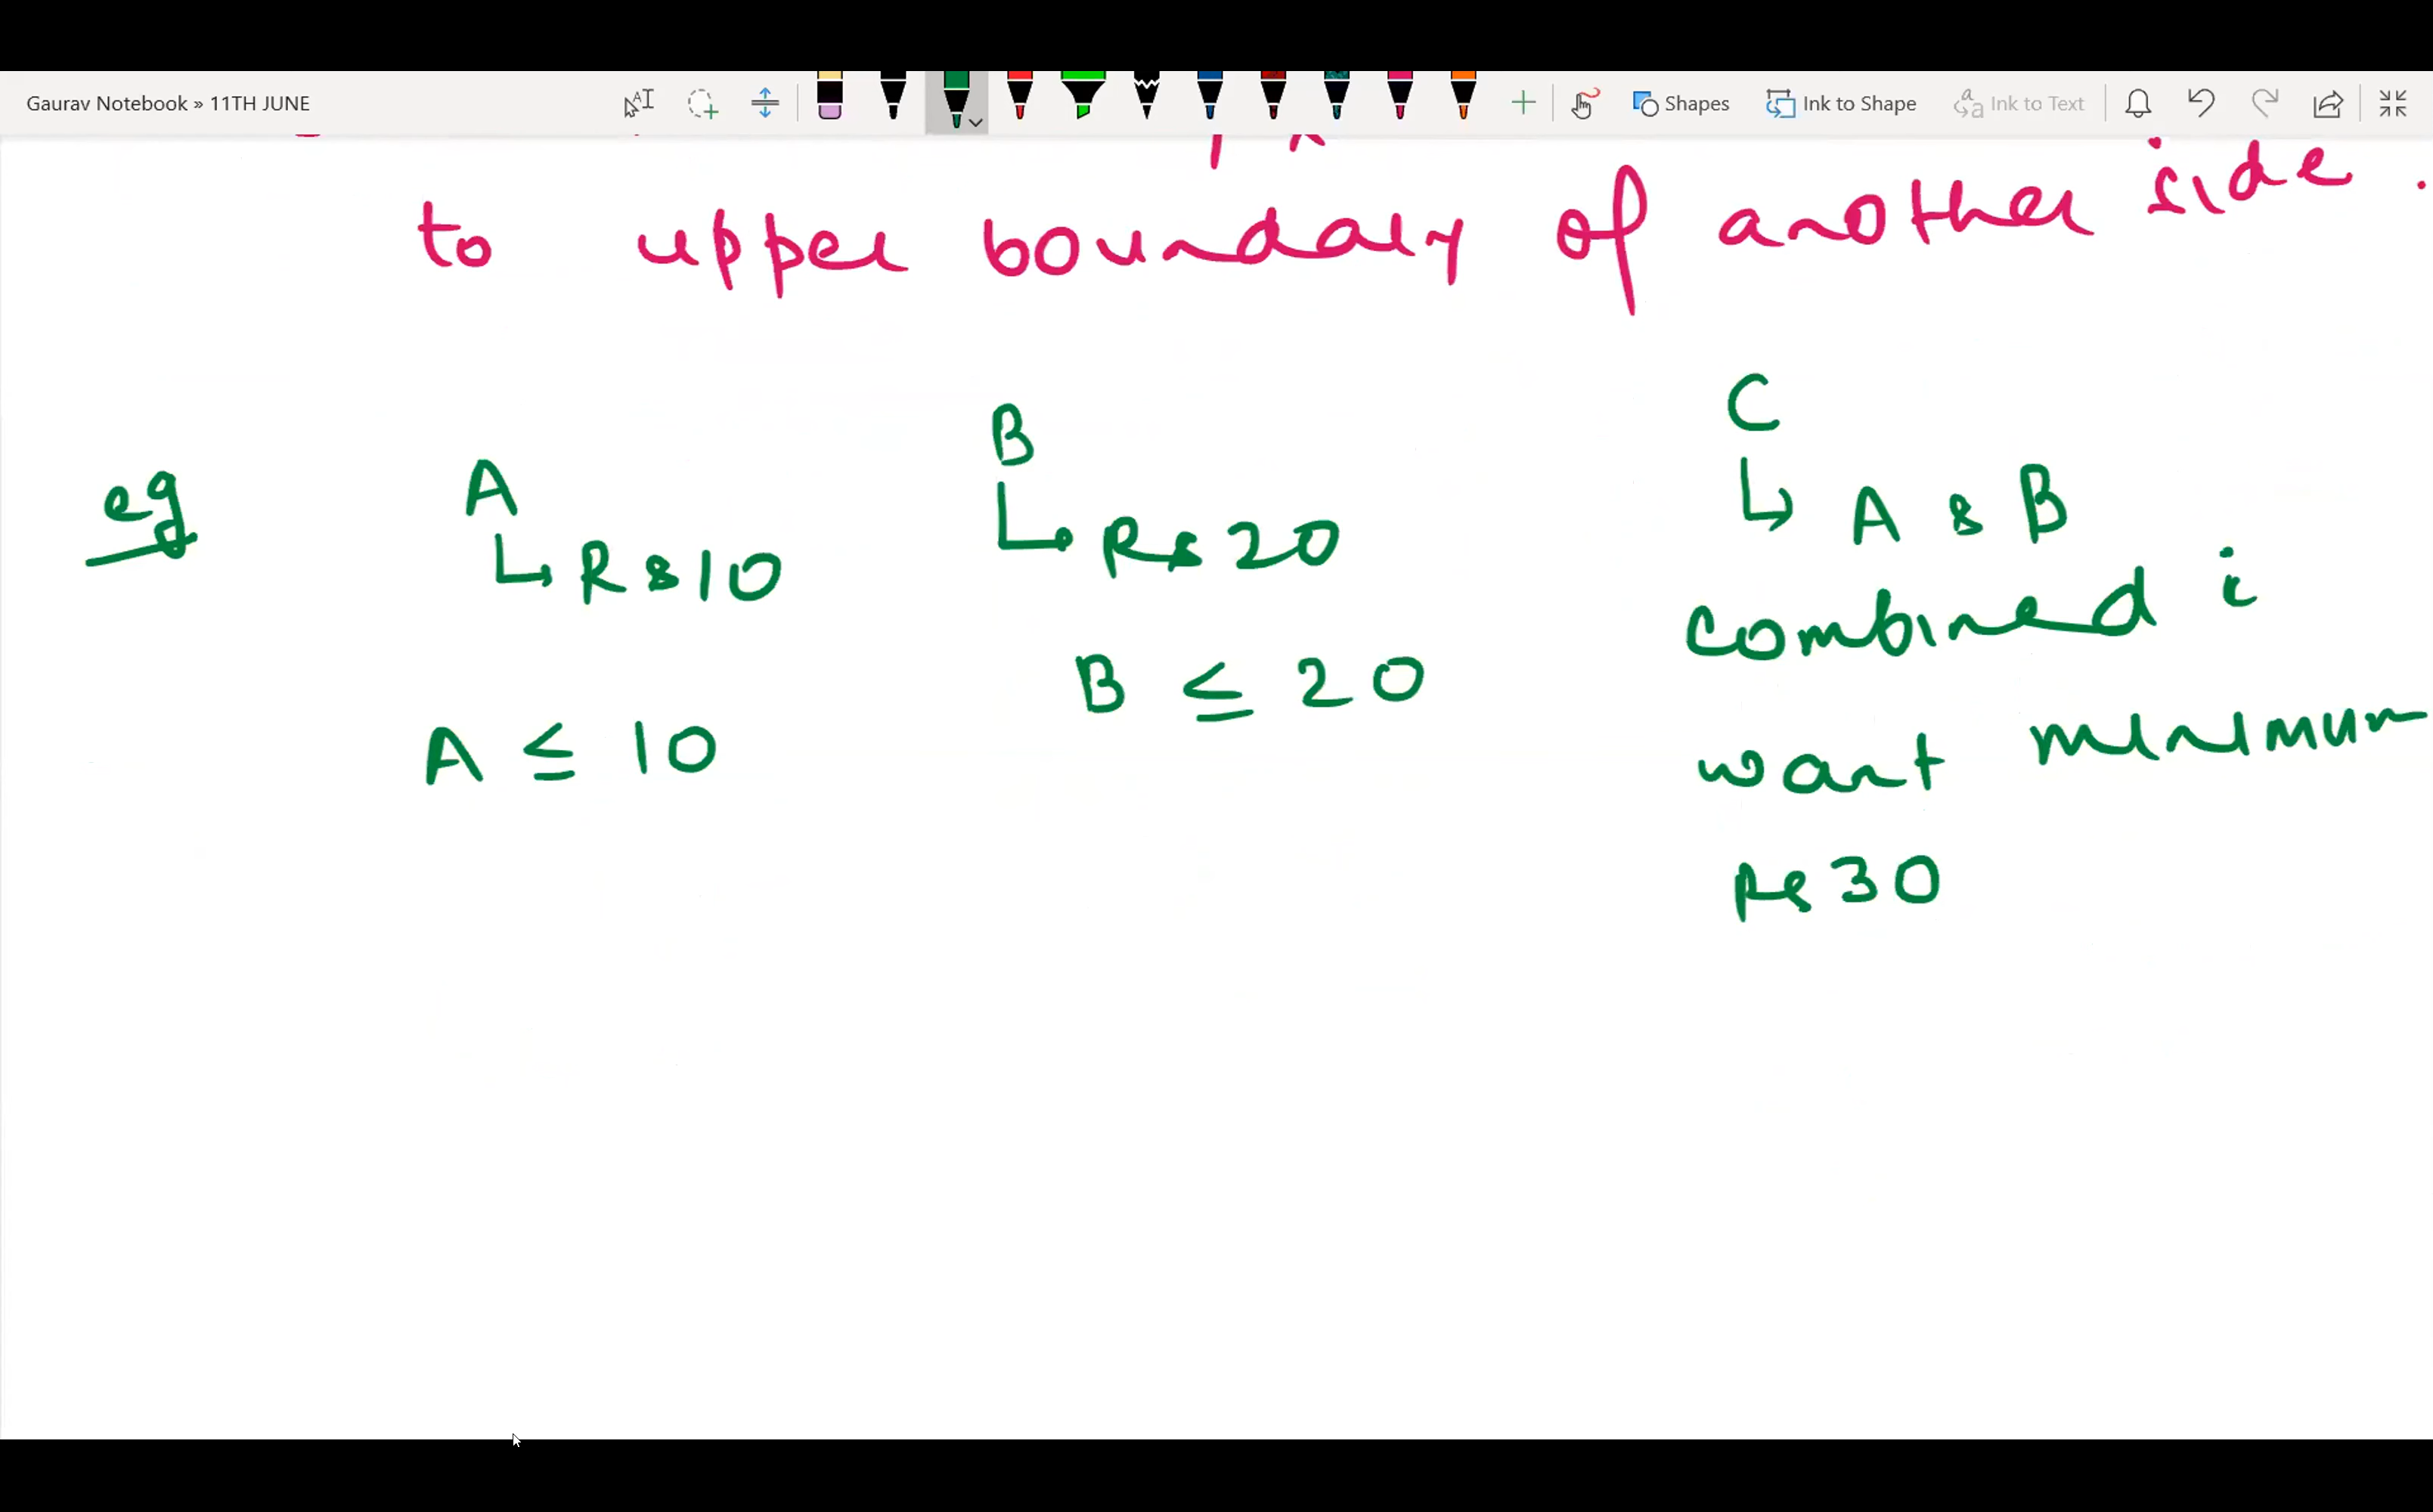 Gaurav Notebook » 11TH JUNE
Shapes
Ink to Shape
Ink to Text
to upper boundary of another side.
eg
A
B
C
↳ Rs 10
↳ Rs 20
↳ A & B
combined i
want minimum
Rs 30
A ≤ 10
B ≤ 20